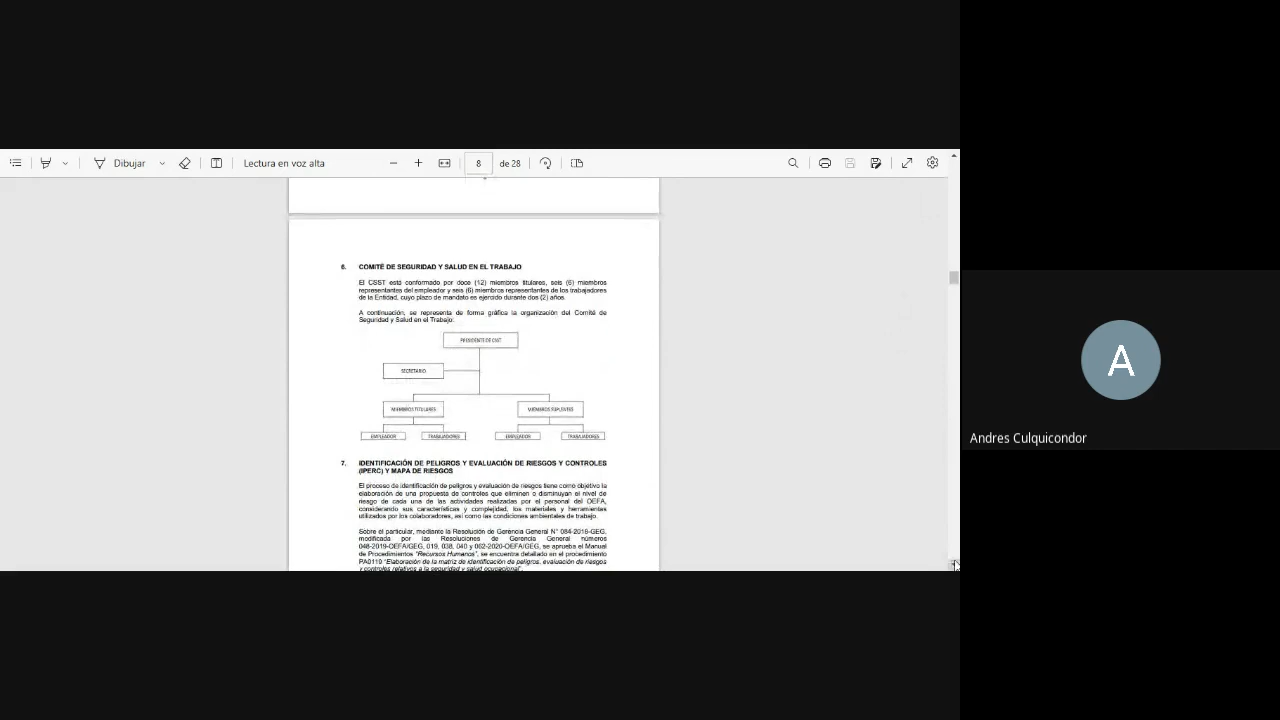 Dibujar
Lectura en voz alta
8
de 28
6. COMITÉ DE SEGURIDAD Y SALUD EN EL TRABAJO
El CSST está conformado por doce (12) miembros titulares, seis (6) miembros
representantes del empleador y seis (6) miembros representantes de los trabajadores
de la Entidad, cuyo plazo de mandato es ejercido durante dos (2) años.
A continuación, se representa de forma gráfica la organización del Comité de
Seguridad y Salud en el Trabajo:
PRESIDENTE DE CSST
SECRETARIO
MIEMBROS TITULARES
MIEMBROS SUPLENTES
EMPLEADOR
TRABAJADORES
EMPLEADOR
TRABAJADORES
7. IDENTIFICACIÓN DE PELIGROS Y EVALUACIÓN DE RIESGOS Y CONTROLES
(IPERC) Y MAPA DE RIESGOS
El proceso de identificación de peligros y evaluación de riesgos tiene como objetivo la
elaboración de una propuesta de controles que eliminen o disminuyan el nivel de
riesgo de cada una de las actividades realizadas por el personal del OEFA,
considerando sus características y complejidad, los materiales y herramientas
utilizados por los colaboradores, así como las condiciones ambientales de trabajo.
Sobre el particular, mediante la Resolución de Gerencia General N° 084-2018-GEG,
modificada por las Resoluciones de Gerencia General números
048-2019-OEFA/GEG, 019, 038, 040 y 062-2020-OEFA/GEG, se aprueba el Manual
de Procedimientos "Recursos Humanos", se encuentra detallado en el procedimiento
PA0119 "Elaboración de la matriz de identificación de peligros, evaluación de riesgos
y controles relativos a la seguridad y salud ocupacional".
A
Andres Culquicondor